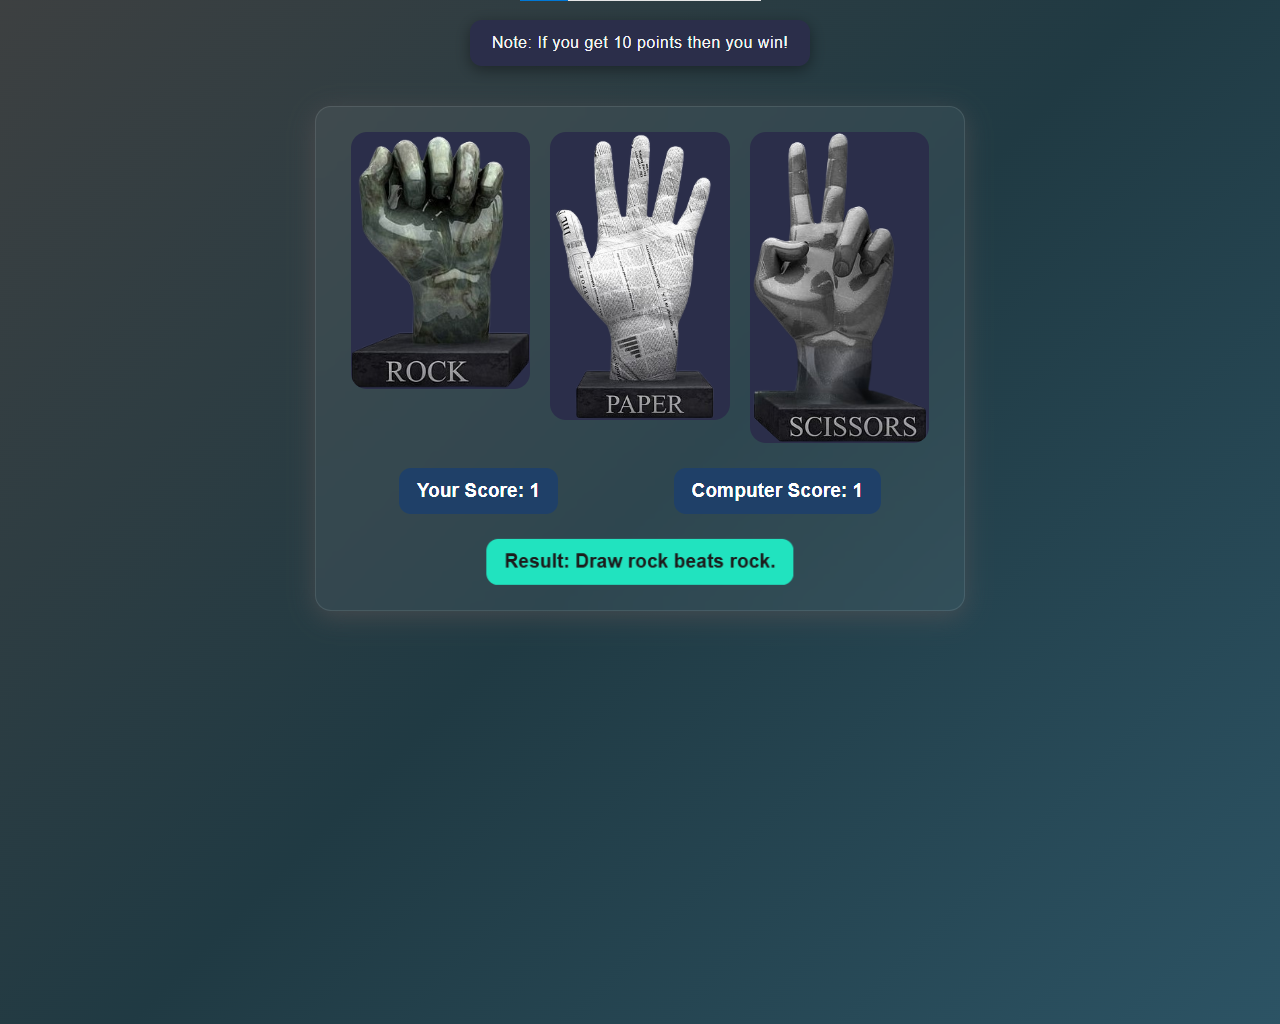 Note: If you get 10 points then you win!
ROCK
PAPER
SCISSORS
Your Score: 1
Computer Score: 1
Result: Draw rock beats rock.